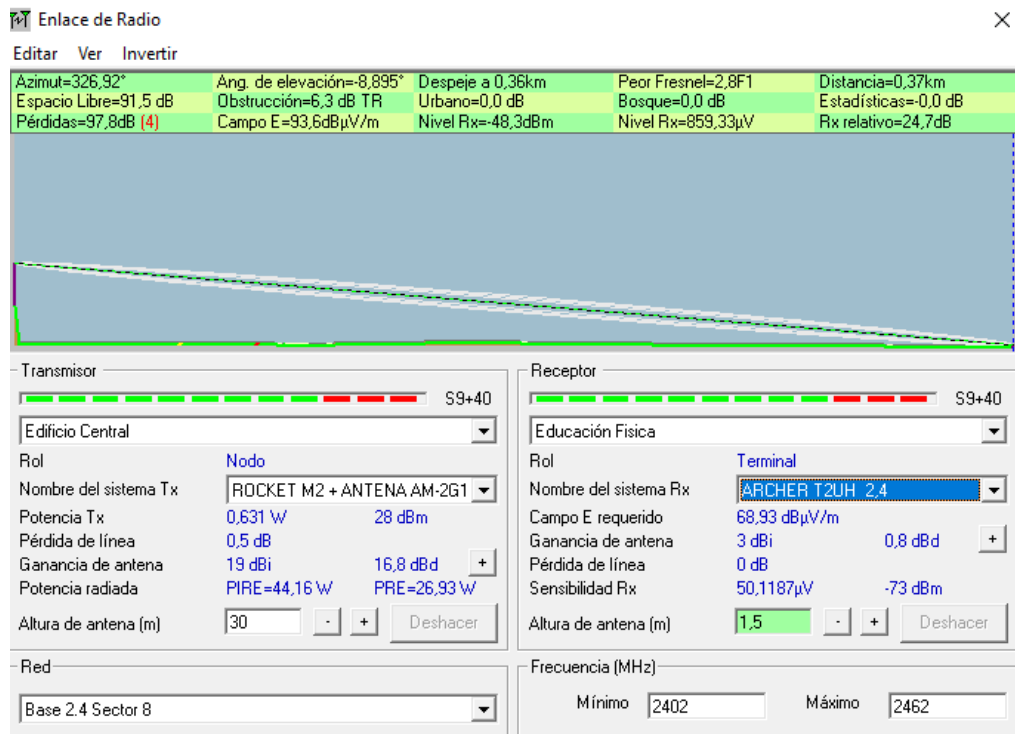 Enlace de Radio
Editar Ver Invertir
Azimut=326,92° Ang. de elevación=-8,895° Despeje a 0,36km Peor Fresnel=2,8F1 Distancia=0,37km
Espacio Libre=91,5 dB Obstrucción=6,3 dB TR Urbano=0,0 dB Bosque=0,0 dB Estadísticas=-0,0 dB
Pérdidas=97,8dB (4) Campo E=93,6dBµV/m Nivel Rx=-48,3dBm Nivel Rx=859,33µV Rx relativo=24,7dB
Transmisor
S9+40
Edificio Central
Rol Nodo
Nombre del sistema Tx ROCKET M2 + ANTENA AM-2G1
Potencia Tx 0,631 W 28 dBm
Pérdida de línea 0,5 dB
Ganancia de antena 19 dBi 16,8 dBd +
Potencia radiada PIRE=44,16 W PRE=26,93 W
Altura de antena (m) 30 - + Deshacer
Red
Base 2.4 Sector 8
Receptor
S9+40
Educación Fisica
Rol Terminal
Nombre del sistema Rx ARCHER T2UH 2,4
Campo E requerido 68,93 dBµV/m
Ganancia de antena 3 dBi 0,8 dBd +
Pérdida de línea 0 dB
Sensibilidad Rx 50,1187µV -73 dBm
Altura de antena (m) 1,5 - + Deshacer
Frecuencia (MHz)
Mínimo 2402 Máximo 2462